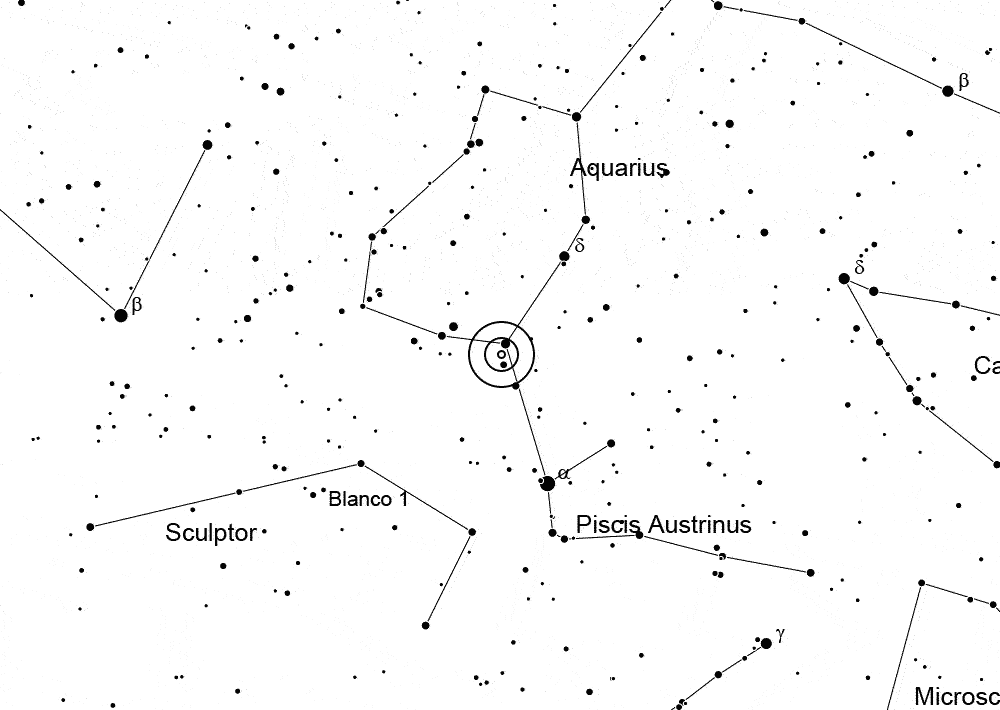 β
Aquarius
δ
δ
β
Ca
α
Blanco 1
Sculptor
Piscis Austrinus
γ
Microsc